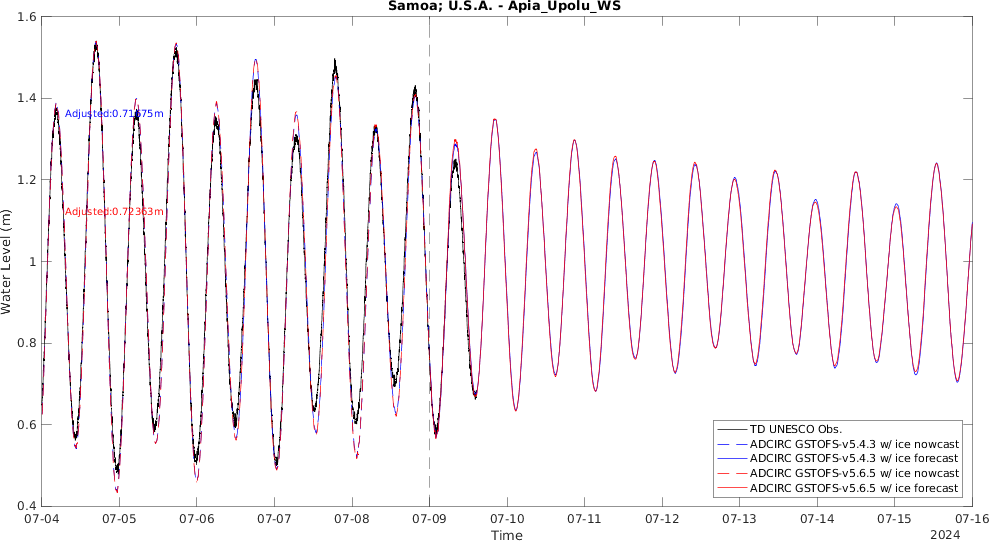 Samoa; U.S.A. - Apia_Upolu_WS
Water Level (m)
1.6
1.4
1.2
1
0.8
0.6
0.4
Adjusted:0.71675m
Adjusted:0.72363m
TD UNESCO Obs.
ADCIRC GSTOFS-v5.4.3 w/ ice nowcast
ADCIRC GSTOFS-v5.4.3 w/ ice forecast
ADCIRC GSTOFS-v5.6.5 w/ ice nowcast
ADCIRC GSTOFS-v5.6.5 w/ ice forecast
07-04 07-05 07-06 07-07 07-08 07-09 07-10 07-11 07-12 07-13 07-14 07-15 07-16
Time
2024